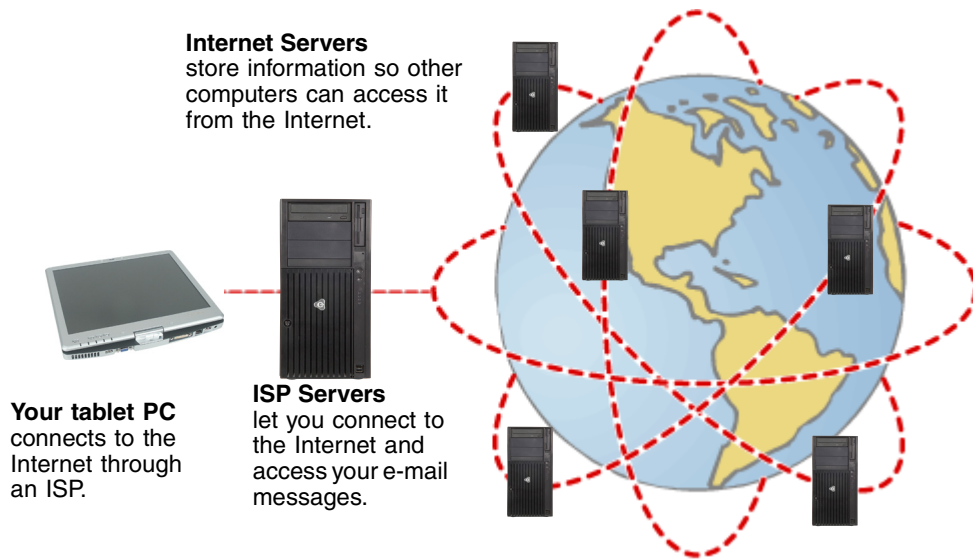 Internet Servers
store information so other
computers can access it
from the Internet.
Your tablet PC
connects to the
Internet through
an ISP.
ISP Servers
let you connect to
the Internet and
access your e-mail
messages.